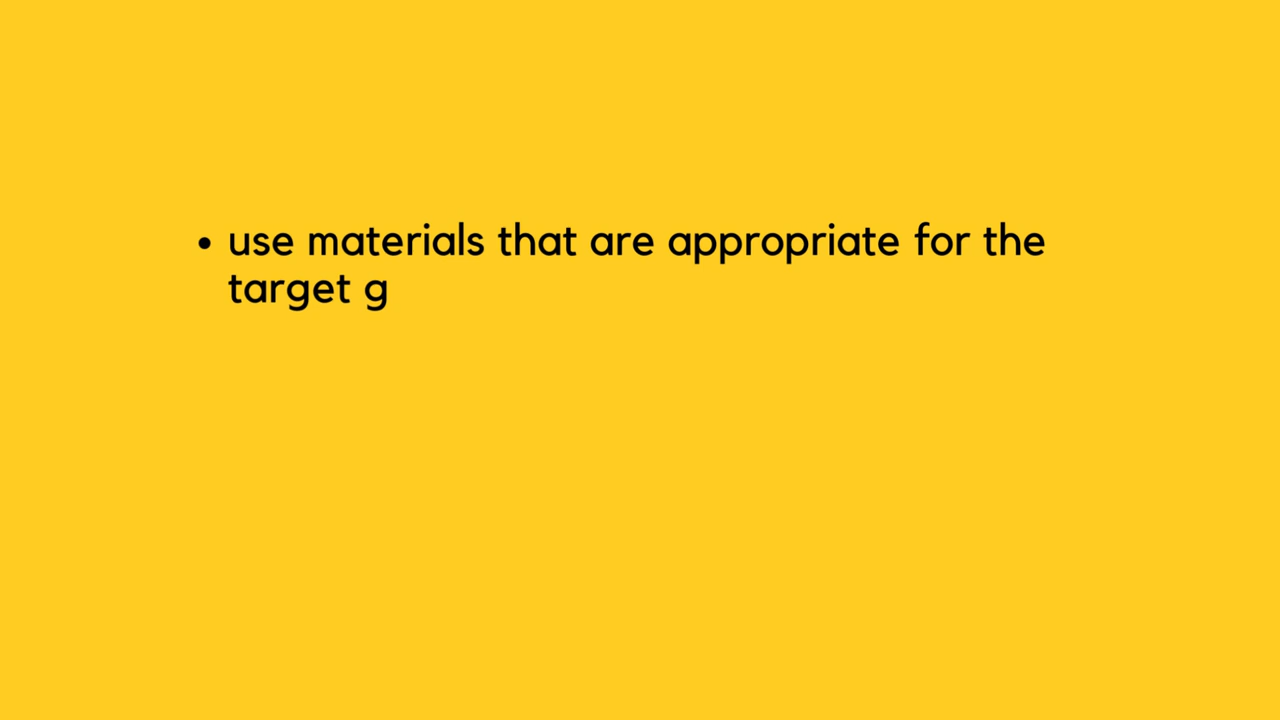 • use materials that are appropriate for the
target g